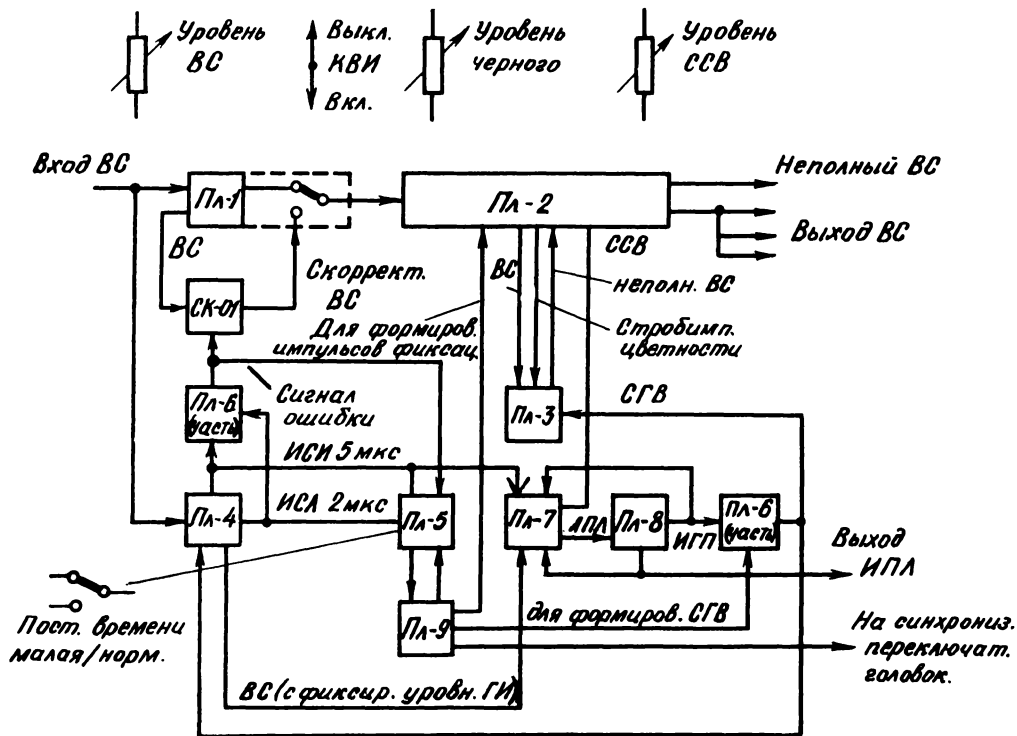 Уровень
ВС
Выкл.
КВИ
Вкл.
Уровень
черного
Уровень
ССВ
Вход ВС
Пл-1
Пл-2
Неполный ВС
Выход ВС
ВС
СК-01
Скоррект.
ВС
ССВ
ВС
неполн. ВС
Для формиров.
импульсов фиксац.
Стробимп.
цветности
Сигнал
ошибки
Пл-6
(часть)
Пл-3
СГВ
ИСИ 5 мкс
ИСА 2 мкс
Пл-4
Пл-5
Пл-7
АПЛ
Пл-8
ИГП
Пл-6
(часть)
Выход
ИПЛ
Пост. времени
малая/норм.
Пл-9
для формиров. СГВ
На синхрониз.
переключат.
головок.
ВС (с фиксир. уровн. ГИ)